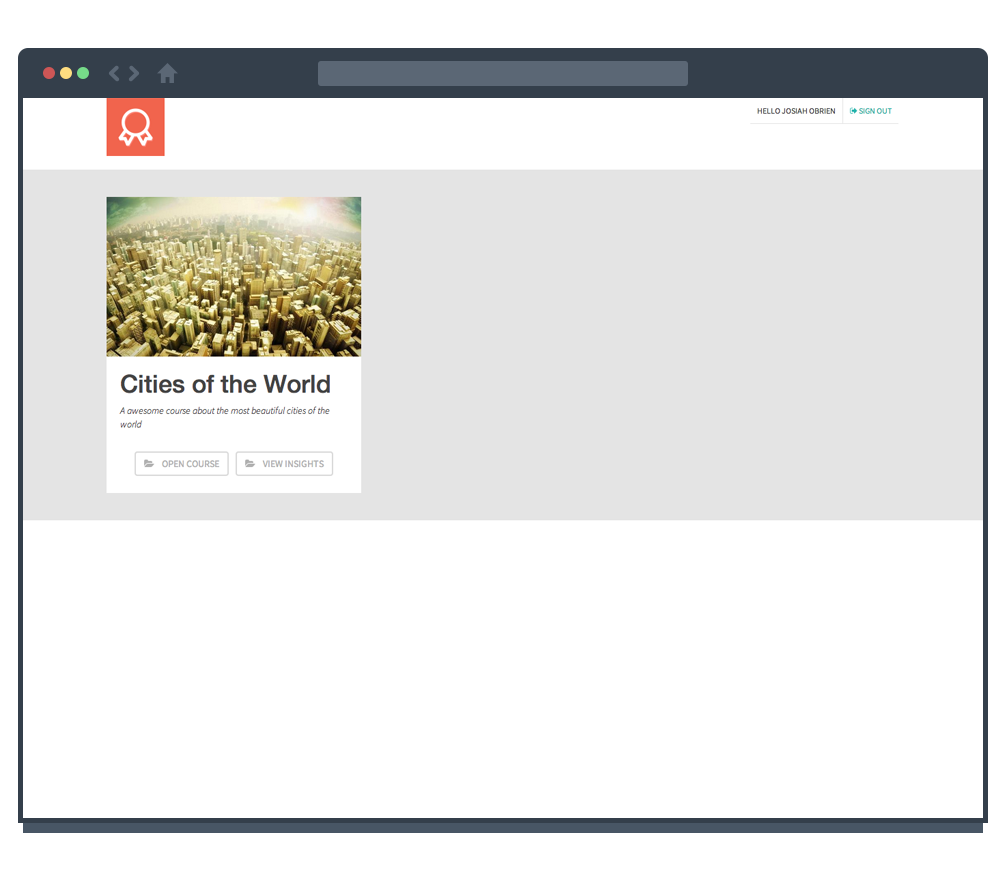 HELLO JOSIAH OBRIEN SIGN OUT
Cities of the World
A awesome course about the most beautiful cities of the
world
OPEN COURSE VIEW INSIGHTS